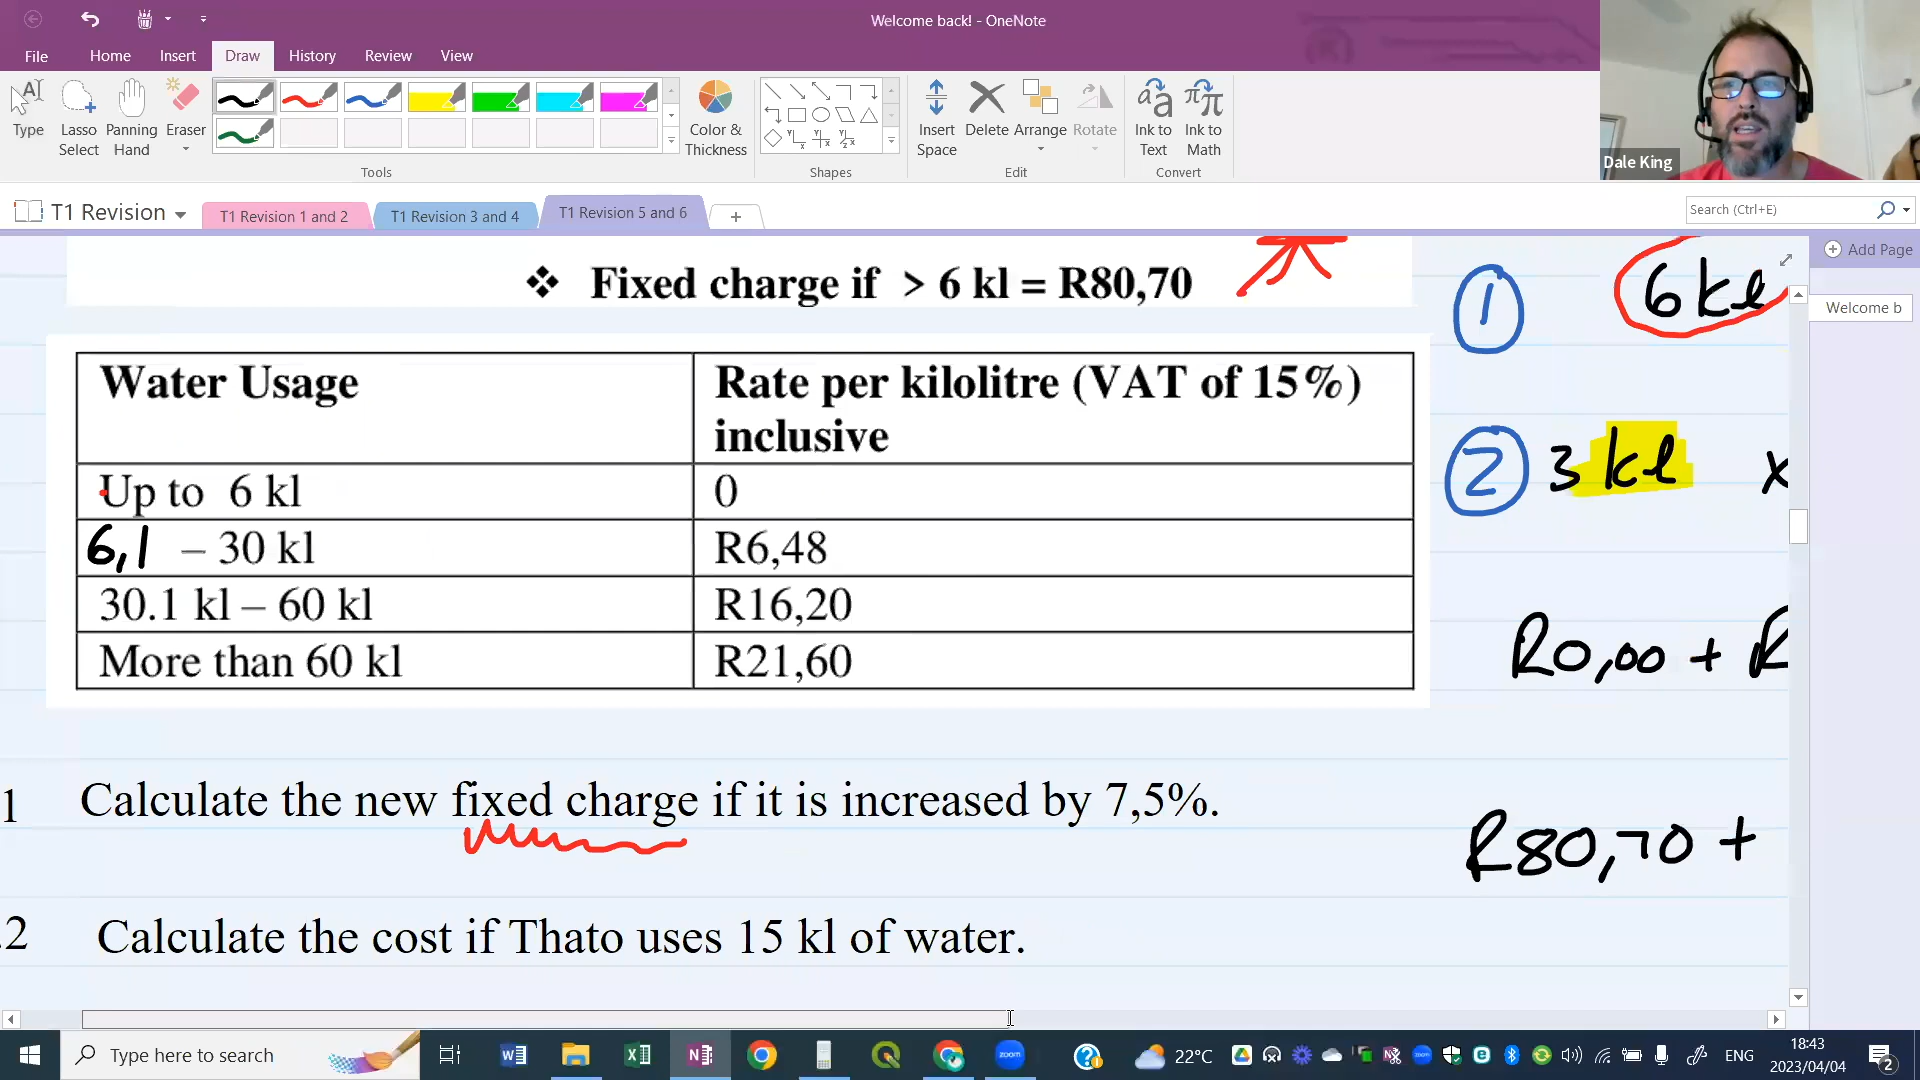 Welcome back! - OneNote
File Home Insert Draw History Review View
Type
Lasso Select
Panning Hand
Eraser
Color & Thickness
Insert Space
Delete
Arrange
Rotate
Ink to Text
Ink to Math
Tools
Shapes
Edit
Convert
Dale King
T1 Revision
T1 Revision 1 and 2
T1 Revision 3 and 4
T1 Revision 5 and 6
Search (Ctrl+E)
Add Page
Welcome b
❖ Fixed charge if > 6 kl = R80,70
1 6 kl
Water Usage Rate per kilolitre (VAT of 15%) inclusive
Up to 6 kl 0
6,1 – 30 kl R6,48
30.1 kl – 60 kl R16,20
More than 60 kl R21,60
2 3 kl x
R0,00 + R
1 Calculate the new fixed charge if it is increased by 7,5%.
R80,70 +
.2 Calculate the cost if Thato uses 15 kl of water.
Type here to search
22°C
ENG
18:43
2023/04/04
2